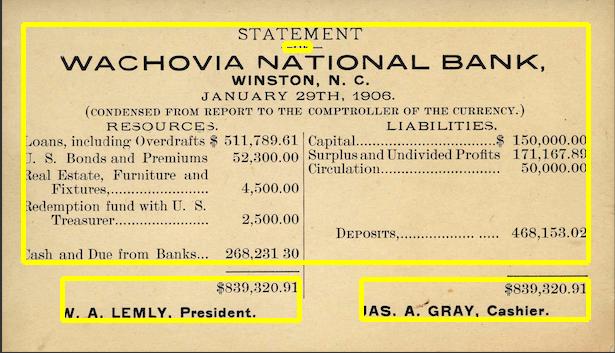 STATEMENT
WACHOVIA NATIONAL BANK,
WINSTON, N. C.
JANUARY 29TH, 1906.
(CONDENSED FROM REPORT TO THE COMPTROLLER OF THE CURRENCY.)
RESOURCES.
Loans, including Overdrafts $ 511,789.61
U. S. Bonds and Premiums 52,300.00
Real Estate, Furniture and
Fixtures,.................. 4,500.00
Redemption fund with U. S.
Treasurer..................... 2,500.00
Cash and Due from Banks... 268,231 30
$839,320.91
W. A. LEMLY. President.
LIABILITIES.
Capital..............................$ 150,000.00
Surplus and Undivided Profits 171,167.89
Circulation......................... 50,000.00
DEPOSITS,.................. ..... 468,153.02
$839,320.91
JAS. A. GRAY, Cashier.